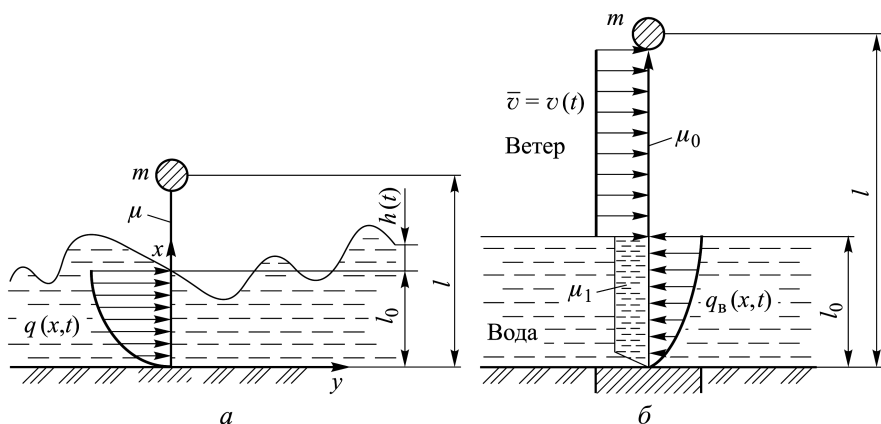 m
μ
x
h(t)
l
l₀
q(x,t)
y
а
m
v̅ = v(t)
Ветер
μ₀
l
μ₁
qв(x,t)
l₀
Вода
б